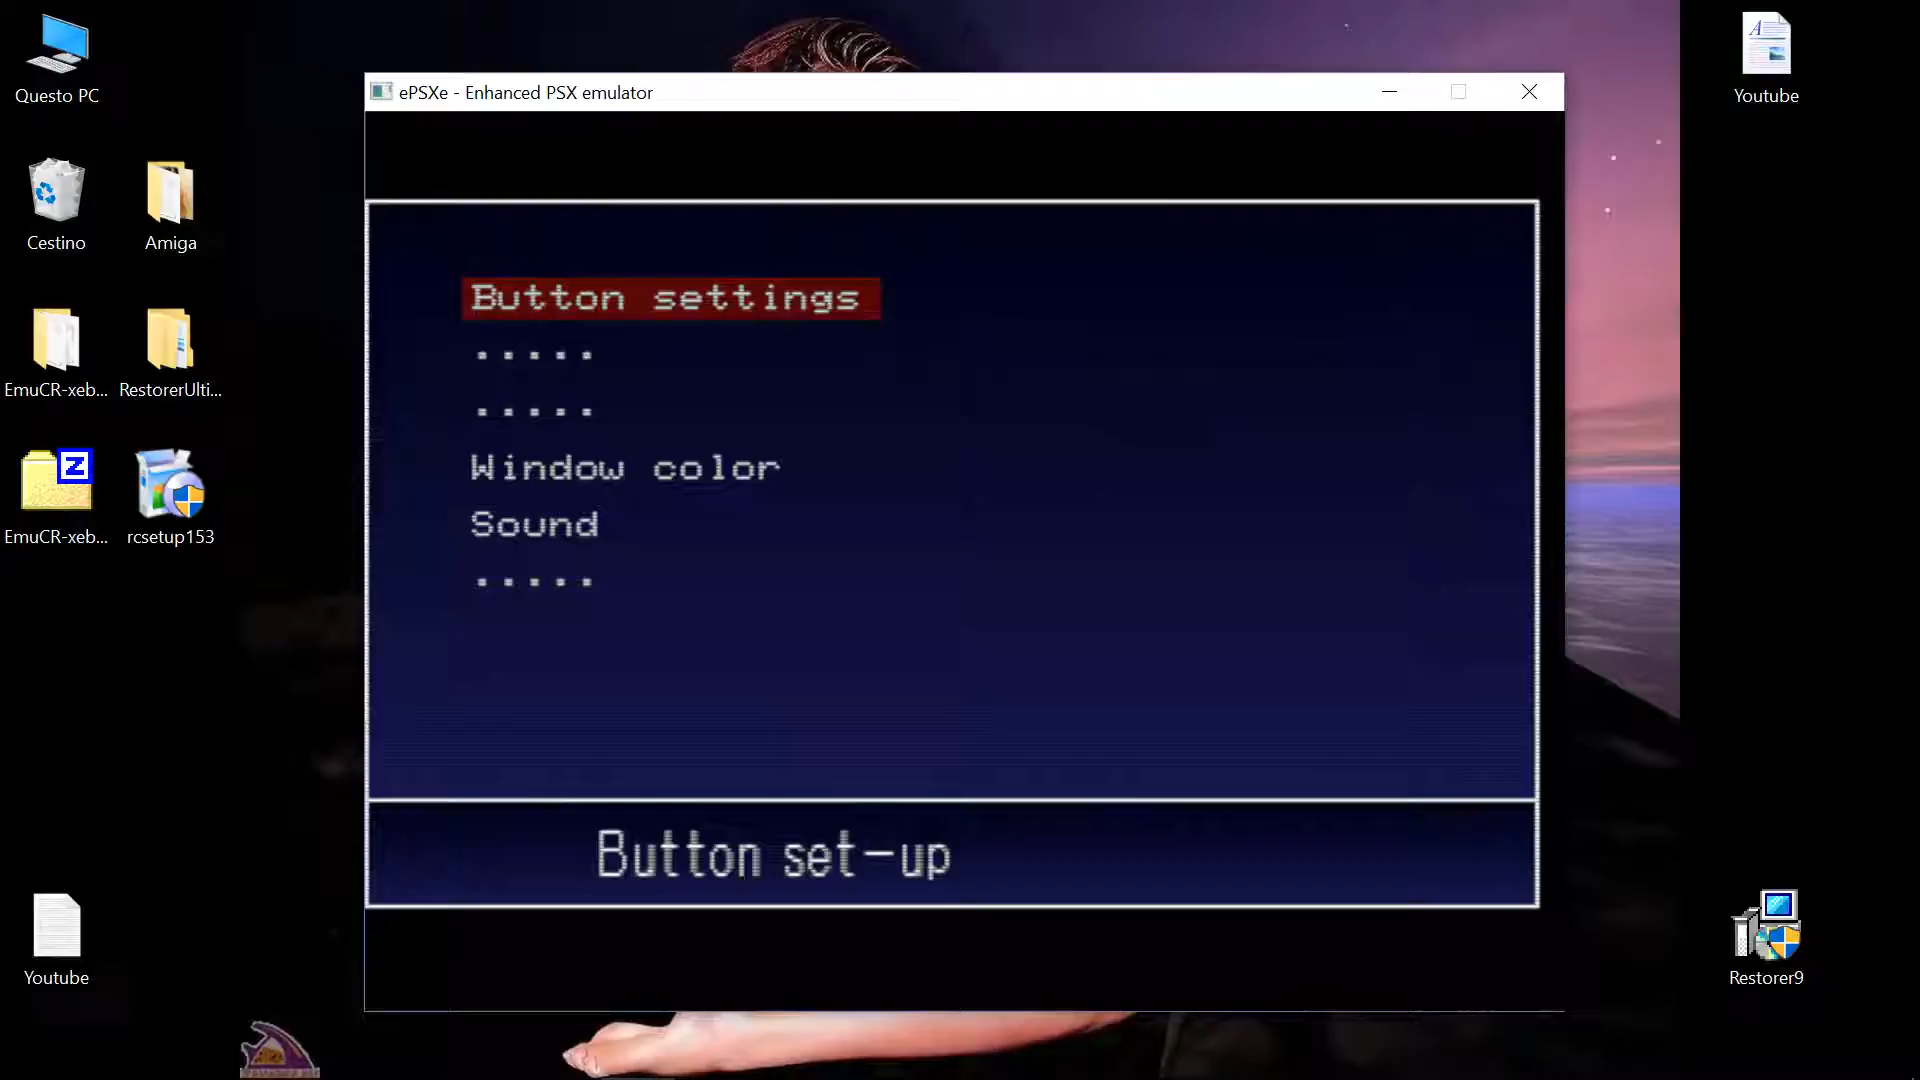 Questo PC
Youtube
ePSXe - Enhanced PSX emulator
Cestino
Amiga
Button settings
.....
.....
EmuCR-xeb...
RestorerUlti...
Window color
Sound
EmuCR-xeb...
rcsetup153
.....
Button set-up
Youtube
Restorer9